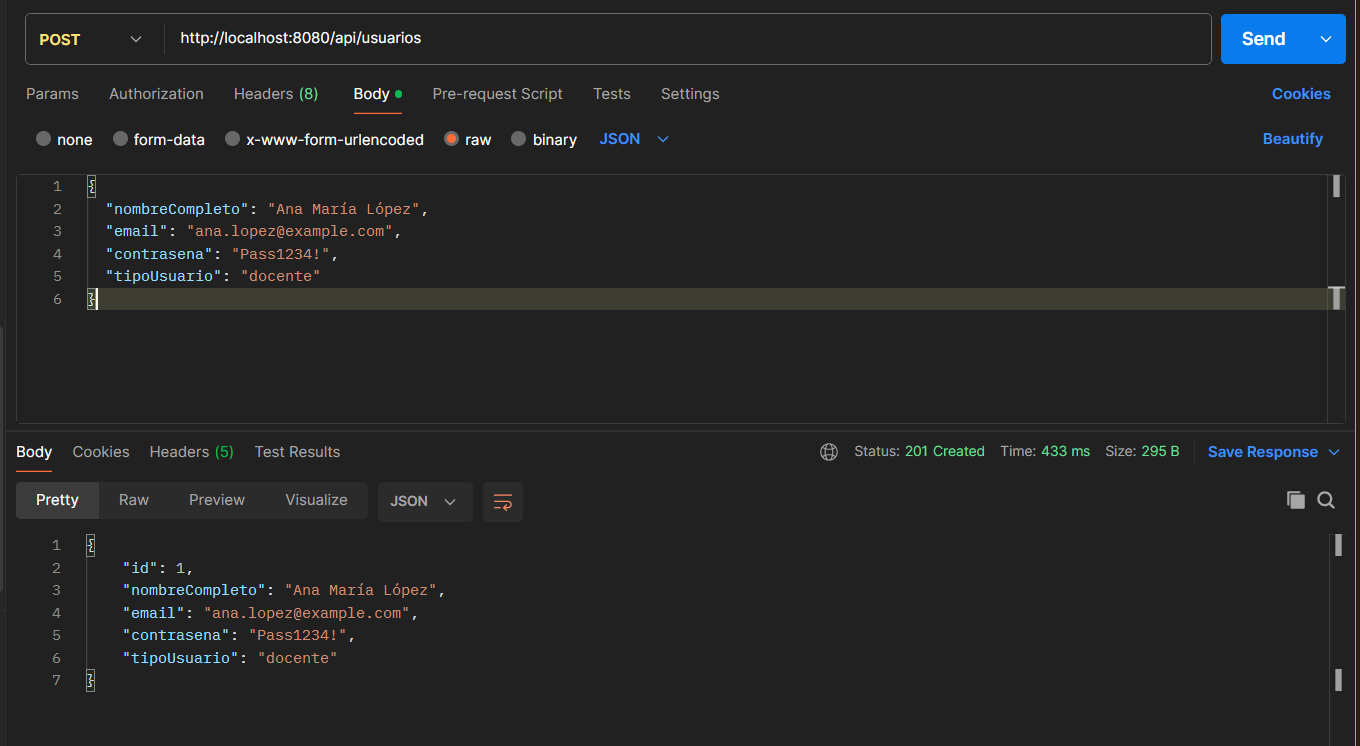 POST http://localhost:8080/api/usuarios Send
Params Authorization Headers (8) Body Pre-request Script Tests Settings Cookies
none form-data x-www-form-urlencoded raw binary JSON Beautify
1 {
2 "nombreCompleto": "Ana María López",
3 "email": "ana.lopez@example.com",
4 "contrasena": "Pass1234!",
5 "tipoUsuario": "docente"
6 }
Body Cookies Headers (5) Test Results Status: 201 Created Time: 433 ms Size: 295 B Save Response
Pretty Raw Preview Visualize JSON
1 {
2 "id": 1,
3 "nombreCompleto": "Ana María López",
4 "email": "ana.lopez@example.com",
5 "contrasena": "Pass1234!",
6 "tipoUsuario": "docente"
7 }